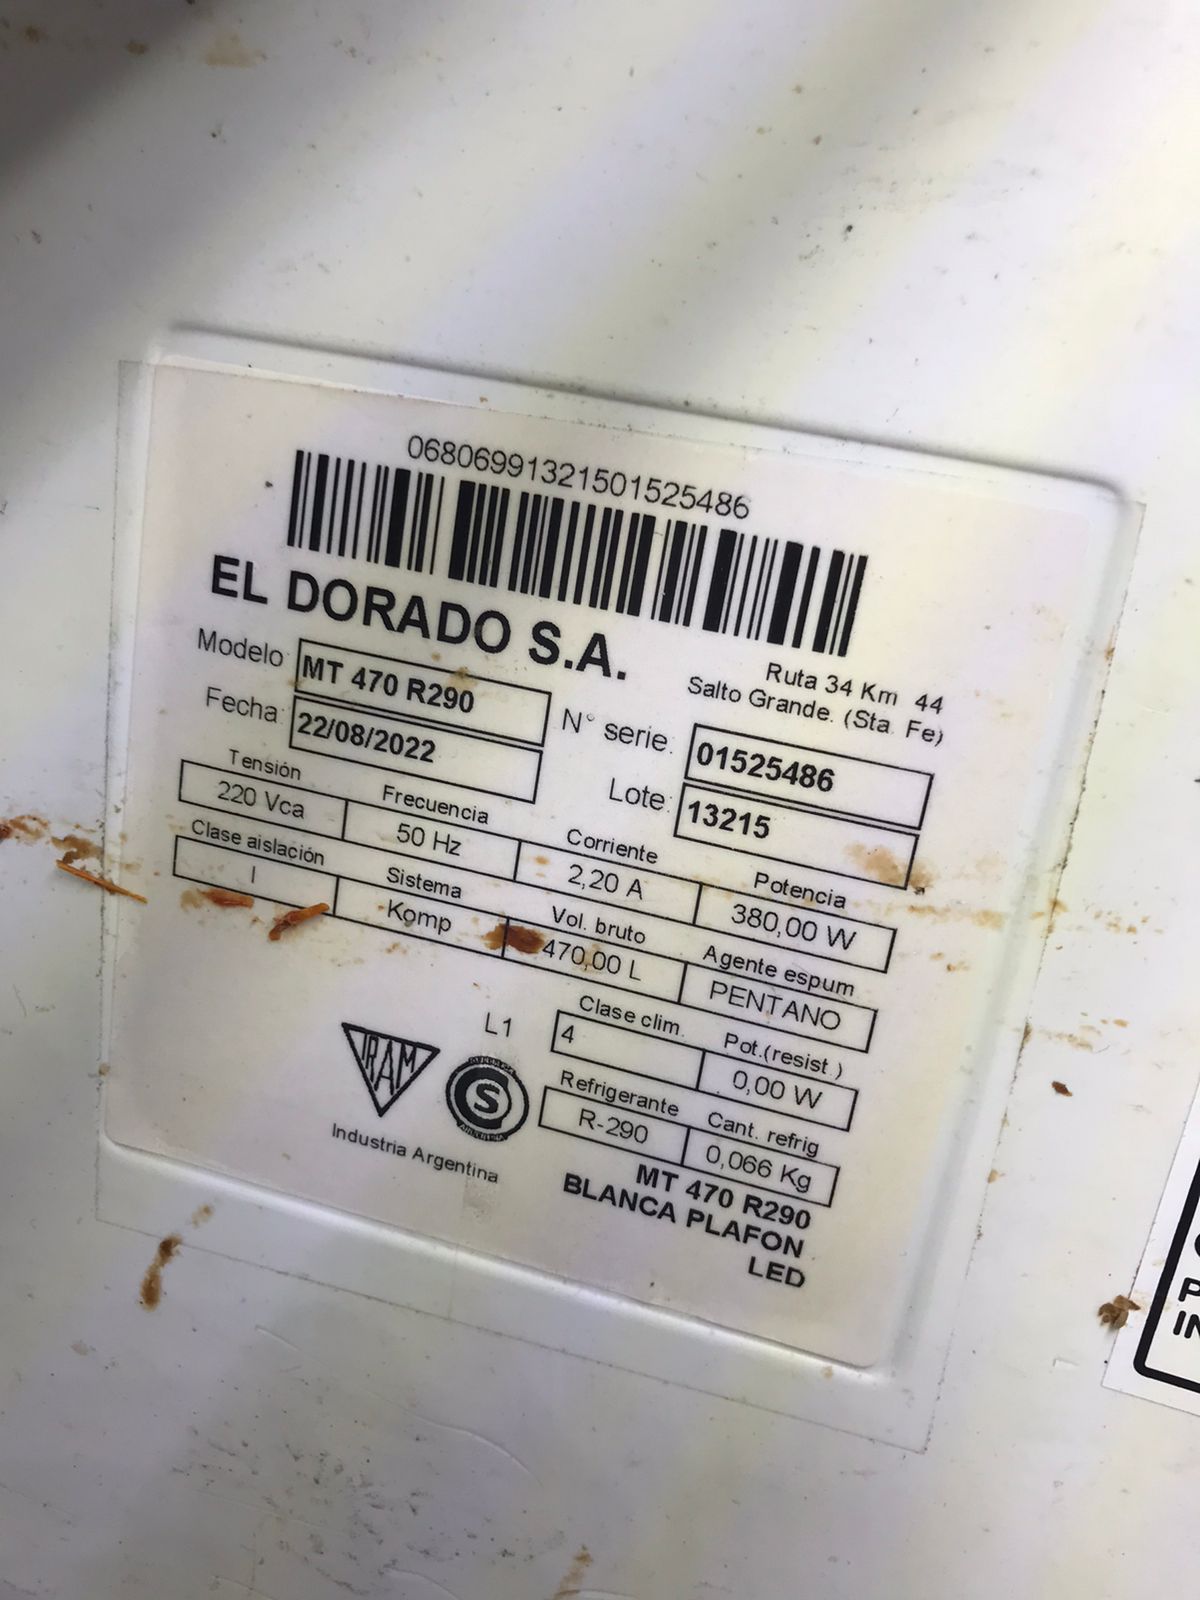 06806991321501525486
EL DORADO S.A.
Ruta 34 Km 44
Salto Grande. (Sta. Fe)
Modelo MT 470 R290
Fecha: 22/08/2022
N° serie: 01525486
Lote: 13215
Tensión Frecuencia Corriente Potencia
220 Vca 50 Hz 2,20 A 380,00 W
Clase aislación Sistema Vol. bruto Agente espum
I Komp 470,00 L PENTANO
L1 Clase clim. Pot.(resist.)
4 0,00 W
Refrigerante Cant. refrig
R-290 0,066 Kg
IRAM
REPUBLICA
S
ARGENTINA
Industria Argentina
MT 470 R290
BLANCA PLAFON
LED
P
IN